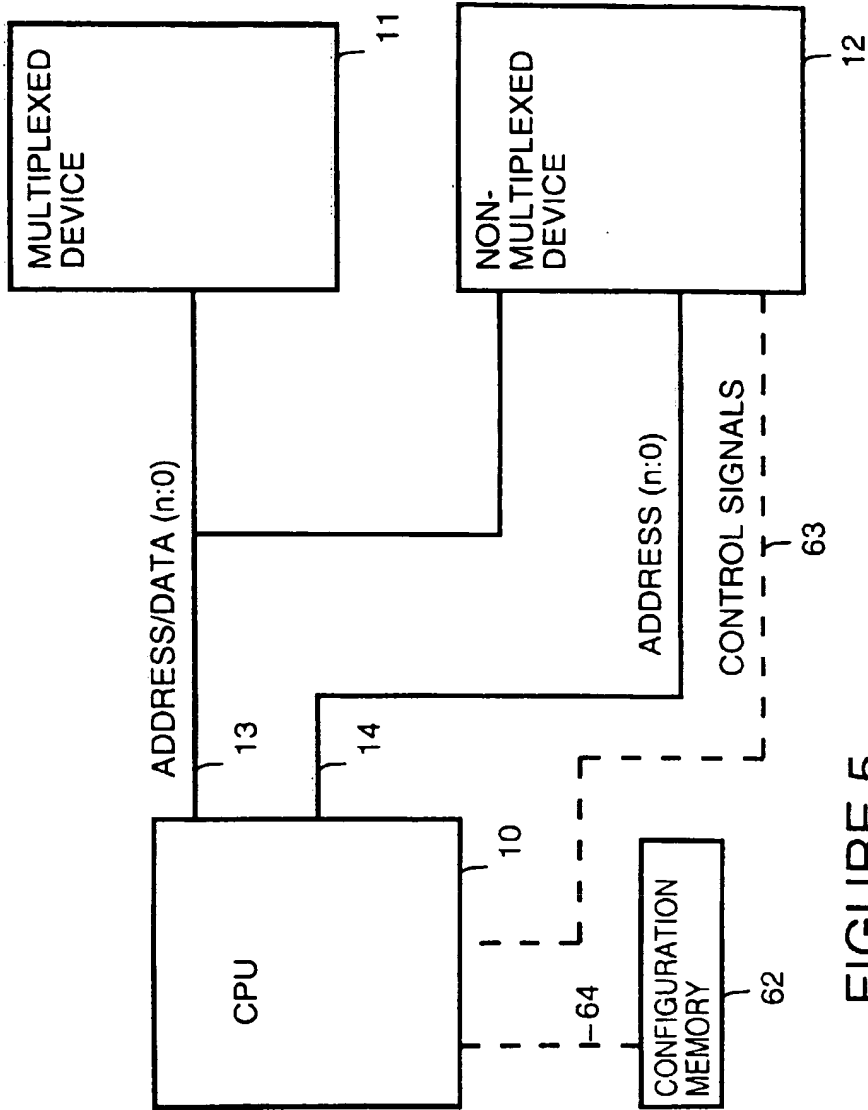 MULTIPLEXED
DEVICE
11
ADDRESS/DATA (n:0)
13
NON-
MULTIPLEXED
DEVICE
12
ADDRESS (n:0)
14
CPU
10
CONTROL SIGNALS
63
64
CONFIGURATION
MEMORY
62
FIGURE 5